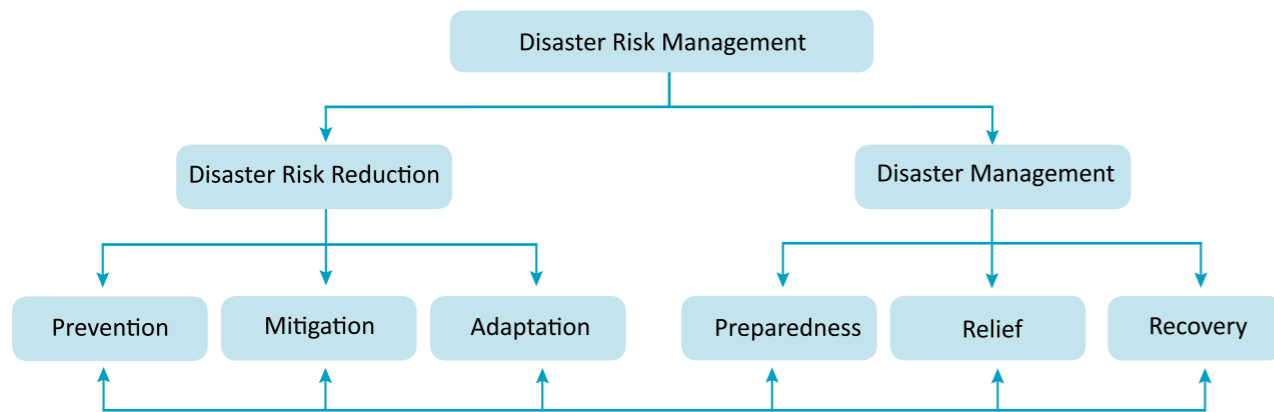 Disaster Risk Management
Disaster Risk Reduction
Disaster Management
Prevention
Mitigation
Adaptation
Preparedness
Relief
Recovery